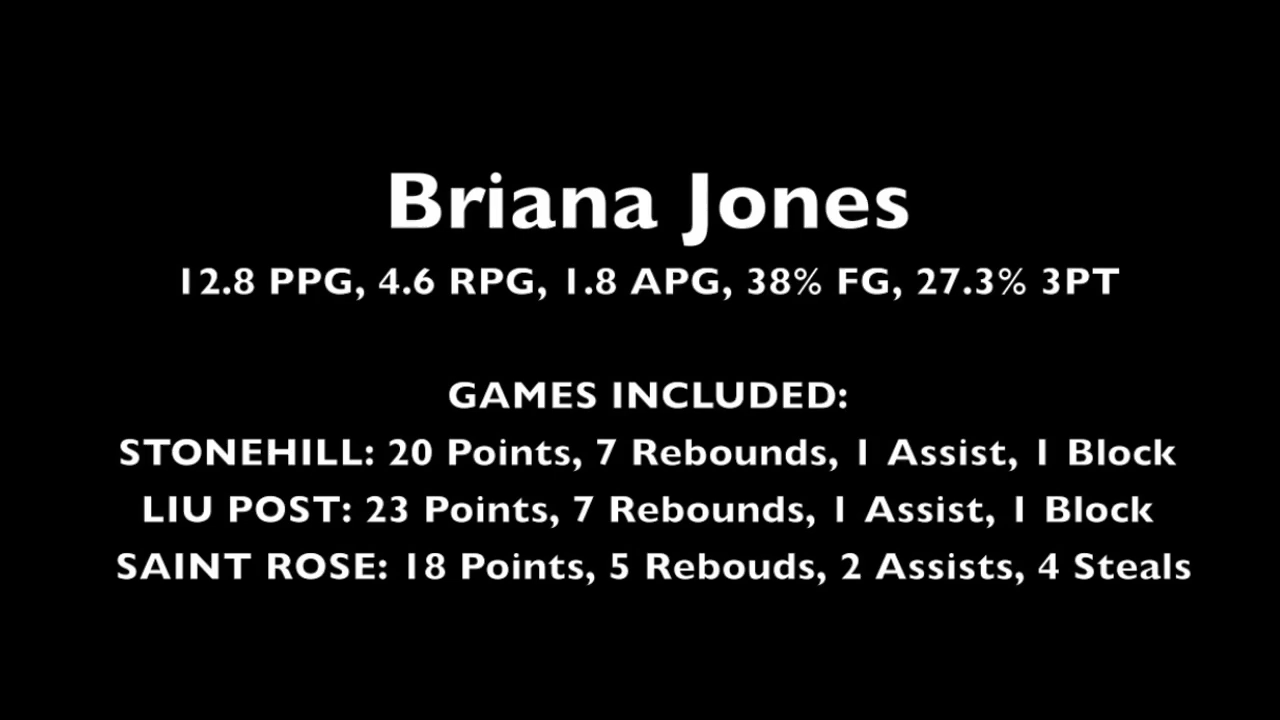 Briana Jones
12.8 PPG, 4.6 RPG, 1.8 APG, 38% FG, 27.3% 3PT
GAMES INCLUDED:
STONEHILL: 20 Points, 7 Rebounds, 1 Assist, 1 Block
LIU POST: 23 Points, 7 Rebounds, 1 Assist, 1 Block
SAINT ROSE: 18 Points, 5 Rebouds, 2 Assists, 4 Steals